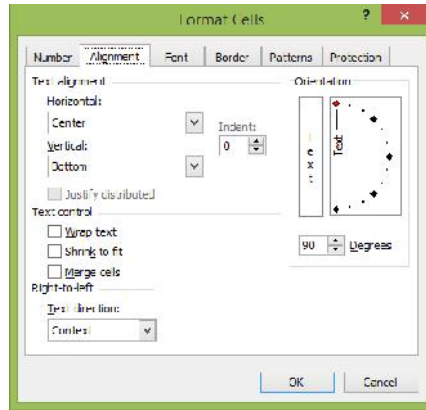 Format Cells ? ×
Number Alignment Font Border Patterns Protection
Text alignment
Horizontal:
Center
Indent:
0
Vertical:
Bottom
Justify distributed
Text control
Wrap text
Shrink to fit
Merge cells
Right-to-left
Text direction:
Context
Orientation
Text
Text
90 Degrees
OK Cancel